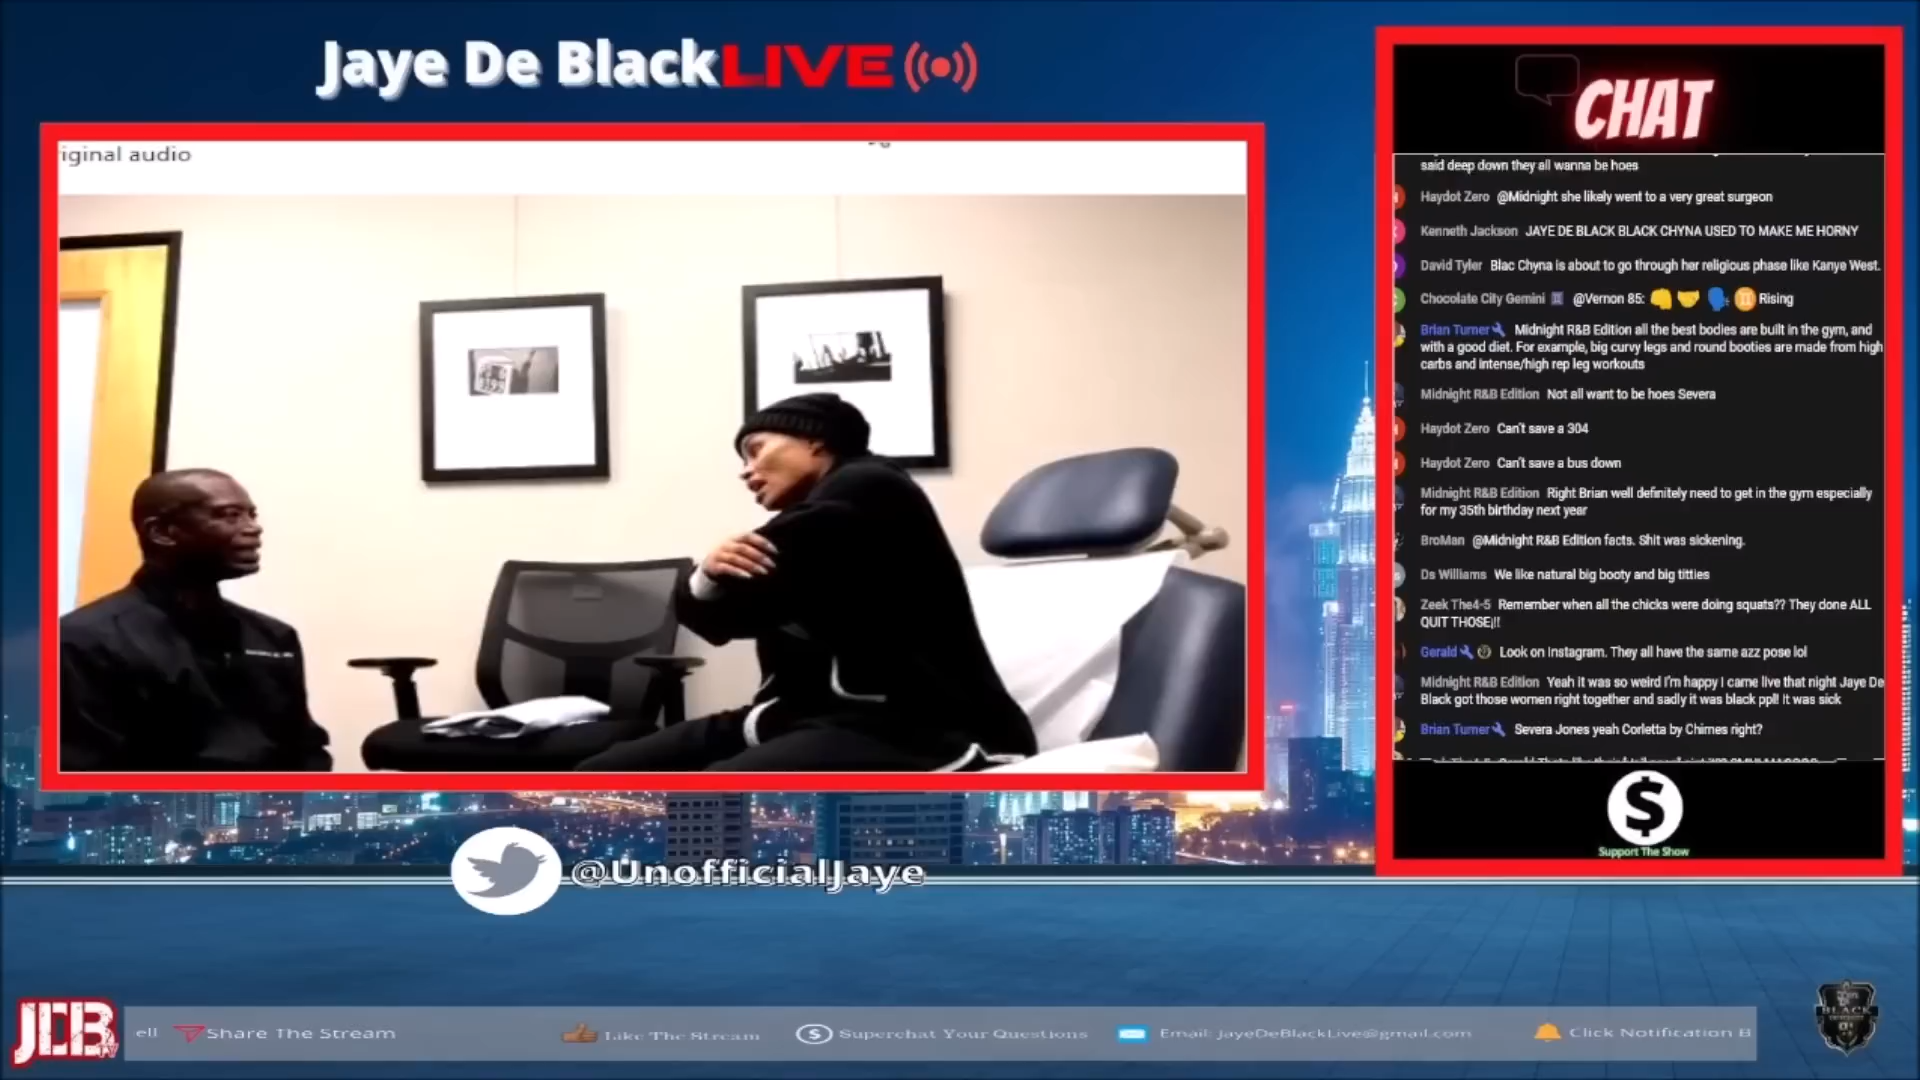 Jaye De BlackLIVE
iginal audio
CHAT
said deep down they all wanna be hoes
Haydot Zero @Midnight she likely went to a very great surgeon
Kenneth Jackson JAYE DE BLACK BLACK CHYNA USED TO MAKE ME HORNY
David Tyler Blac Chyna is about to go through her religious phase like Kanye West.
Chocolate City Gemini @Vernon 85: Rising
Brian Turner Midnight R&B Edition all the best bodies are built in the gym, and
with a good diet. For example, big curvy legs and round booties are made from high
carbs and intense/high rep leg workouts
Midnight R&B Edition Not all want to be hoes Severa
Haydot Zero Can't save a 304
Haydot Zero Can't save a bus down
Midnight R&B Edition Right Brian well definitely need to get in the gym especially
for my 35th birthday next year
BroMan @Midnight R&B Edition facts. Shit was sickening.
Ds Williams We like natural big booty and big titties
Zeek The4-5 Remember when all the chicks were doing squats?? They done ALL
QUIT THOSE¡!!
Gerald Look on Instagram. They all have the same azz pose lol
Midnight R&B Edition Yeah it was so weird I'm happy I came live that night Jaye De
Black got those women right together and sadly it was black ppl! It was sick
Brian Turner Severa Jones yeah Corletta by Chimes right?
$
Support The Show
@UnofficialJaye
JDB TV
ell Share The Stream Like The Stream Superchat Your Questions Email: JayeDeBlackLive@gmail.com Click Notification B
BLACK